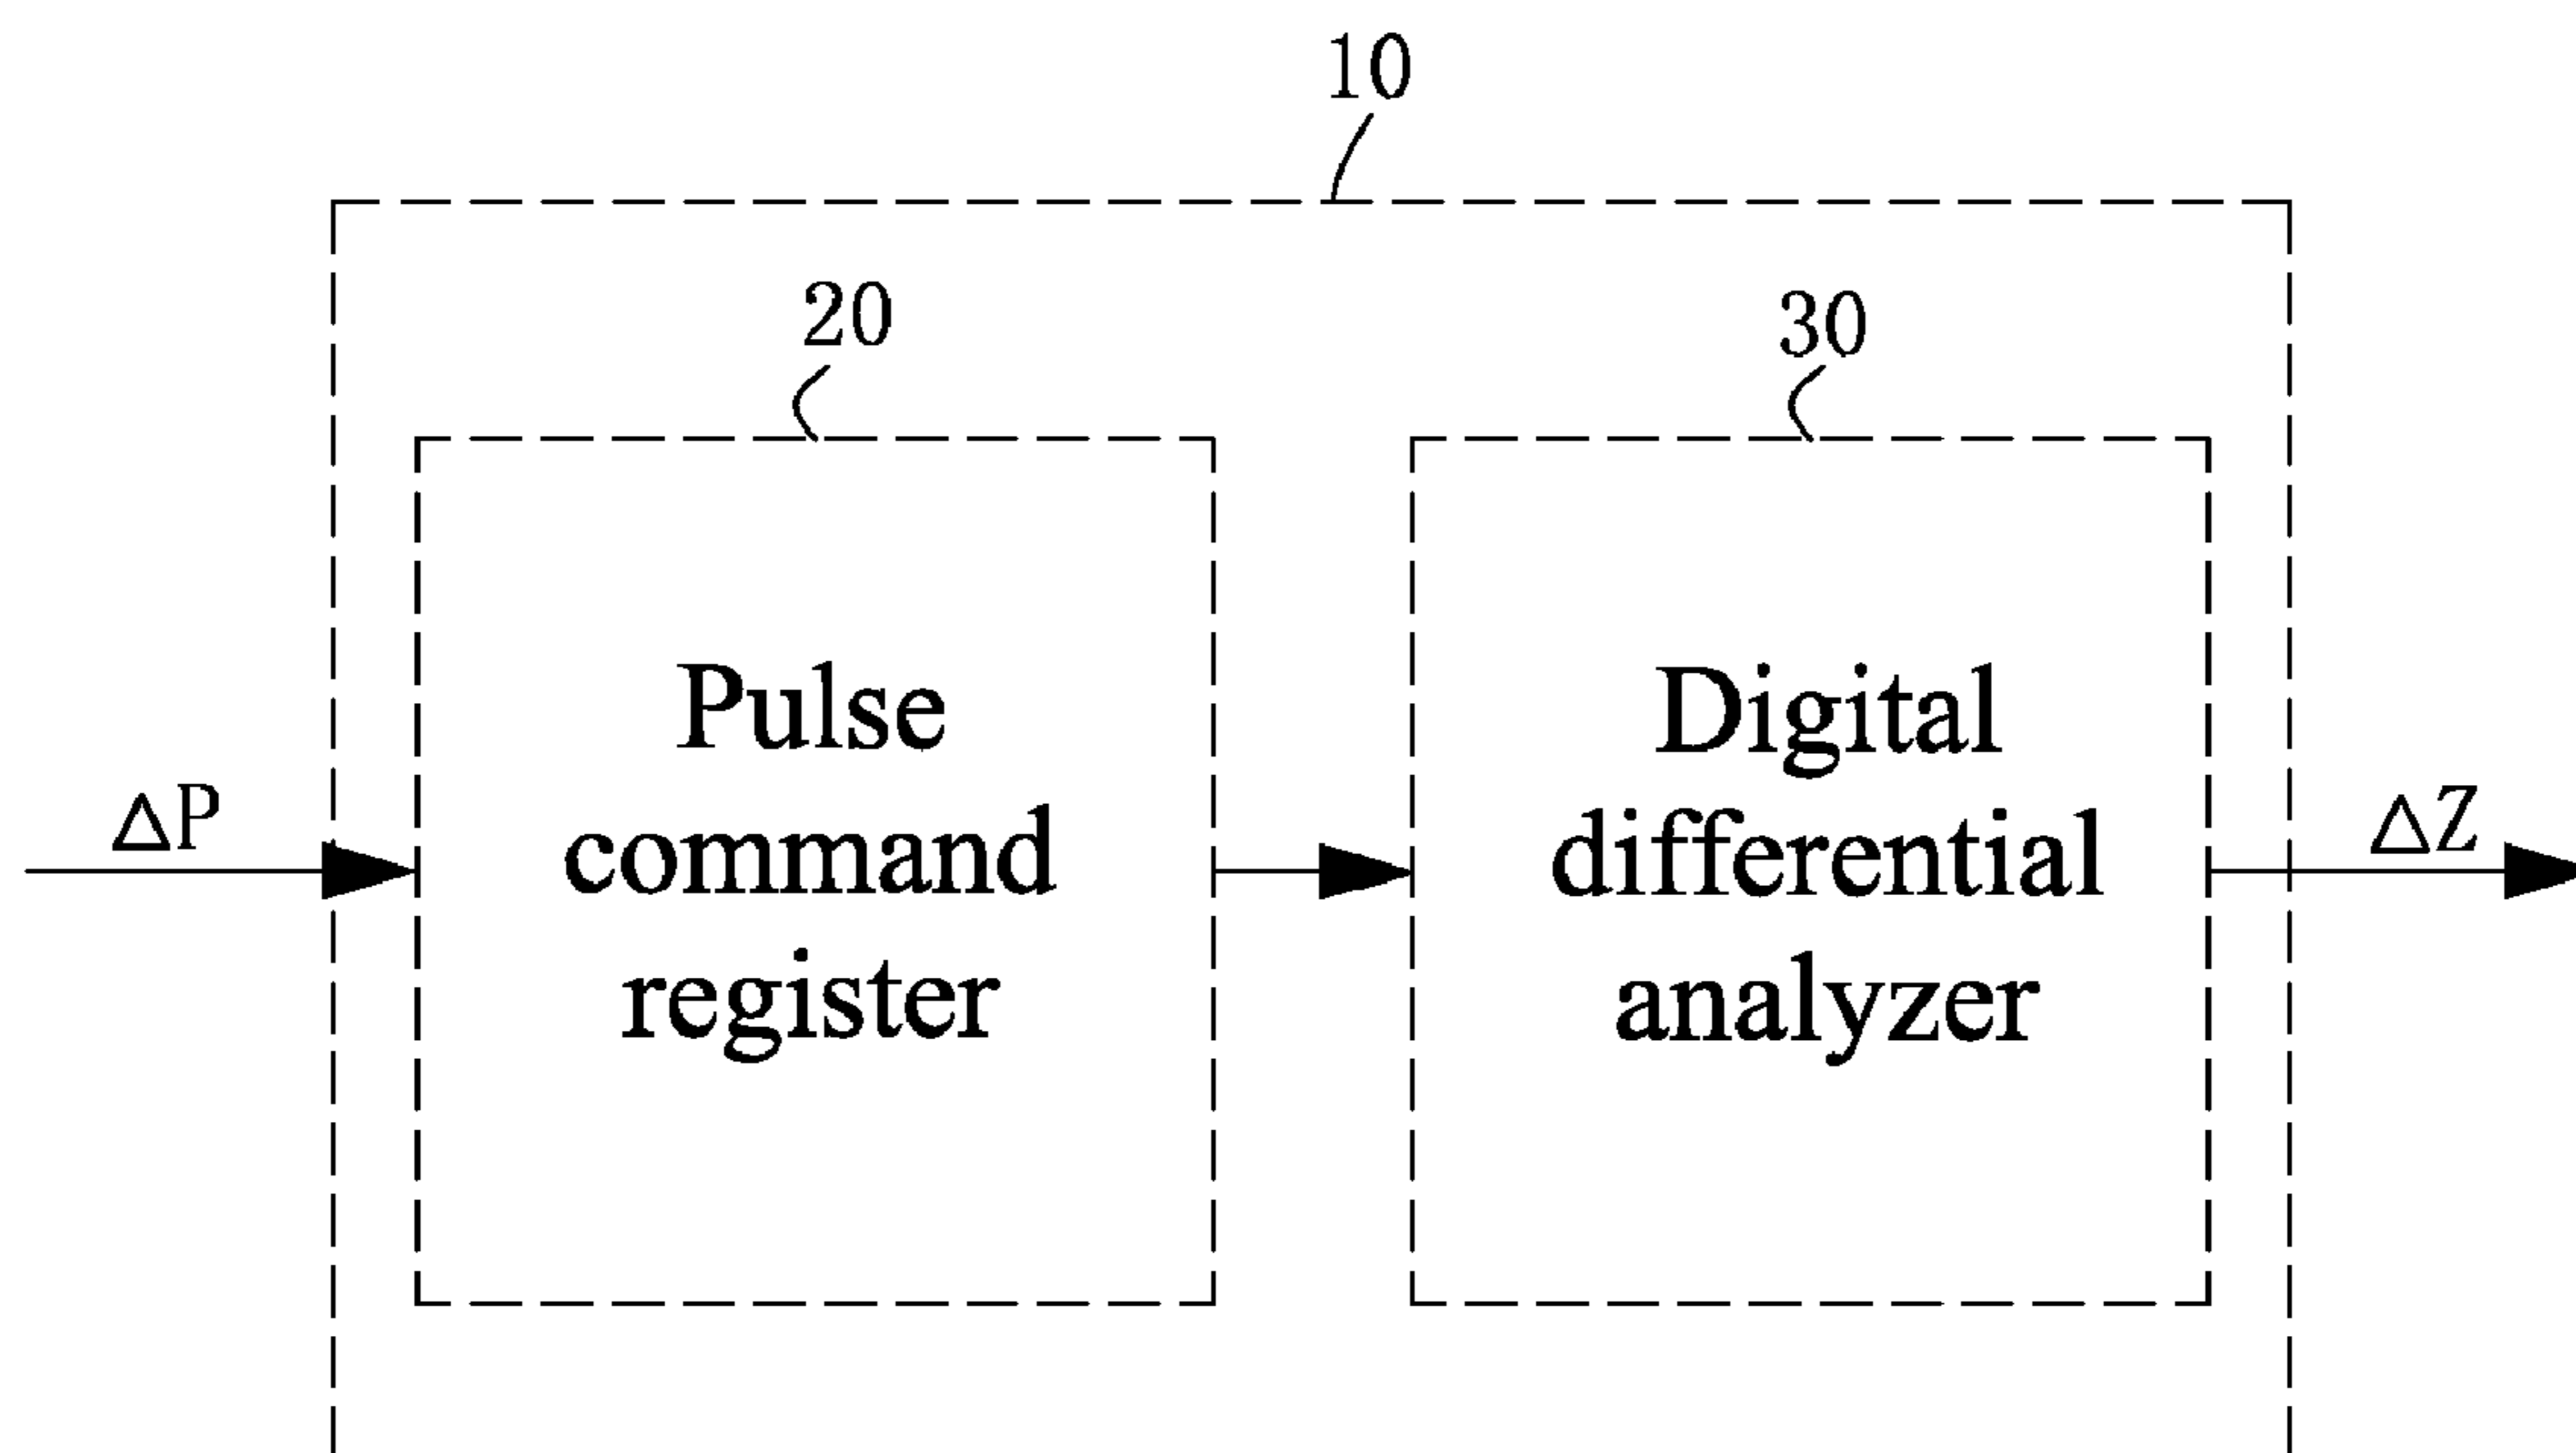 10
20
30
Pulse
command
register
Digital
differential
analyzer
ΔP
ΔZ